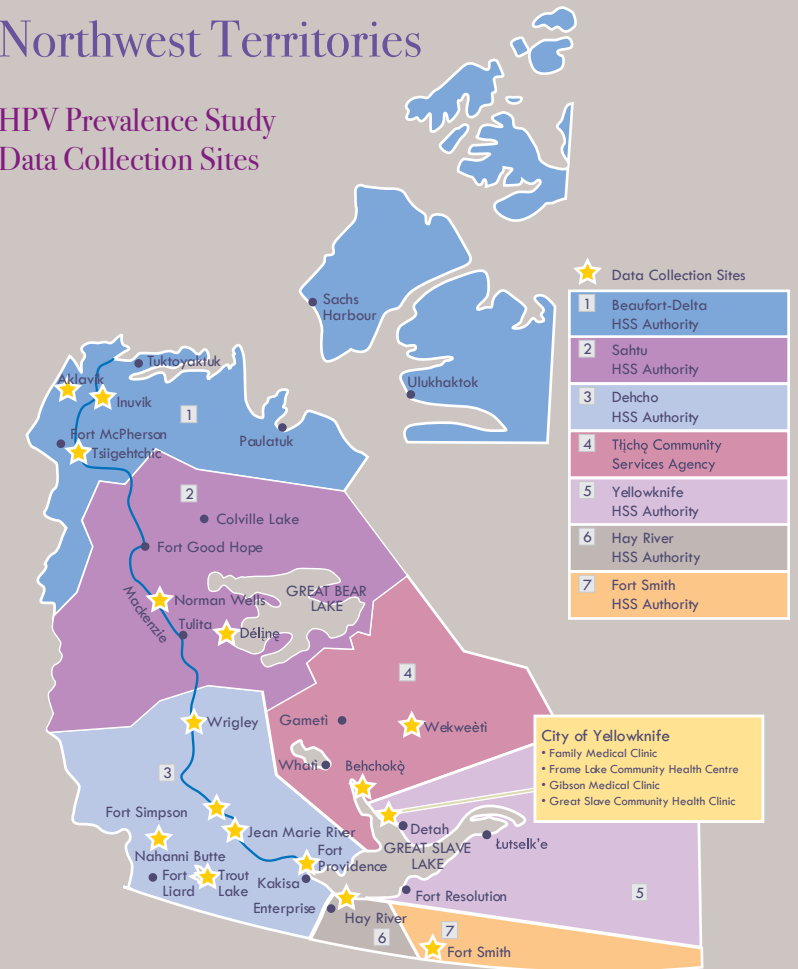 Northwest Territories
HPV Prevalence Study
Data Collection Sites
Data Collection Sites
1 Beaufort-Delta
HSS Authority
2 Sahtu
HSS Authority
3 Dehcho
HSS Authority
4 Tłįchǫ Community
Services Agency
5 Yellowknife
HSS Authority
6 Hay River
HSS Authority
7 Fort Smith
HSS Authority
Sachs
Harbour
Ulukhaktok
Tuktoyaktuk
Aklavik
Inuvik
1
Paulatuk
Fort McPherson
Tsiigehtchic
2
Colville Lake
Fort Good Hope
Mackenzie
Norman Wells
GREAT BEAR
LAKE
Tulita
Délįnę
4
Wrigley
Gametì
Wekweètì
Whatì
Behchokǫ̀
3
City of Yellowknife
• Family Medical Clinic
• Frame Lake Community Health Centre
• Gibson Medical Clinic
• Great Slave Community Health Clinic
Fort Simpson
Jean Marie River
Detah
GREAT SLAVE
LAKE
Łutselk'e
Nahanni Butte
Fort
Providence
Fort
Liard
Trout
Lake
Kakisa
Fort Resolution
5
Enterprise
Hay River
6
7
Fort Smith